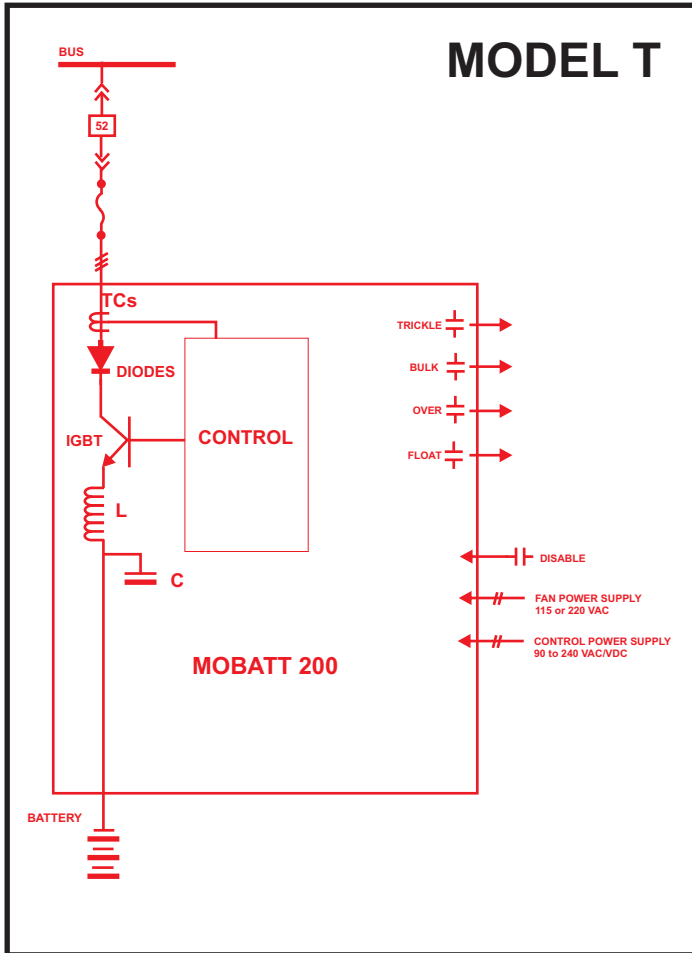 MODEL T
BUS
52
TCs
DIODES
IGBT
CONTROL
L
C
TRICKLE
BULK
OVER
FLOAT
DISABLE
FAN POWER SUPPLY
115 or 220 VAC
CONTROL POWER SUPPLY
90 to 240 VAC/VDC
MOBATT 200
BATTERY